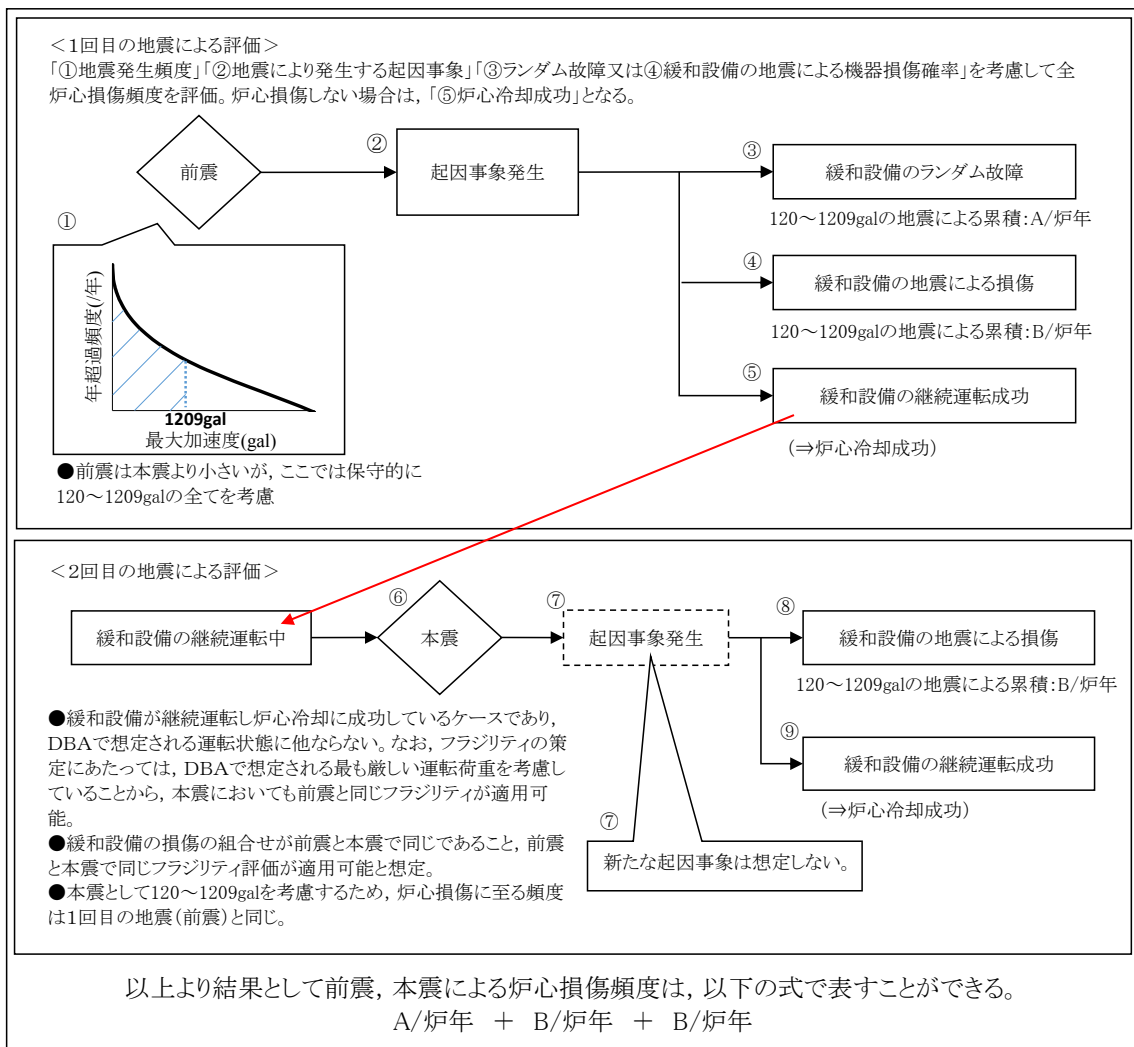 ＜1回目の地震による評価＞
「①地震発生頻度」「②地震により発生する起因事象」「③ランダム故障又は④緩和設備の地震による機器損傷確率」を考慮して全
炉心損傷頻度を評価。炉心損傷しない場合は，「⑤炉心冷却成功」となる。
前震
②
起因事象発生
③
緩和設備のランダム故障
120～1209galの地震による累積：A/炉年
④
緩和設備の地震による損傷
120～1209galの地震による累積：B/炉年
⑤
緩和設備の継続運転成功
（⇒炉心冷却成功）
①
年超過頻度(/年)
1209gal
最大加速度(gal)
●前震は本震より小さいが，ここでは保守的に
120～1209galの全てを考慮
＜2回目の地震による評価＞
緩和設備の継続運転中
⑥
本震
⑦
起因事象発生
⑧
緩和設備の地震による損傷
120～1209galの地震による累積：B/炉年
⑨
緩和設備の継続運転成功
（⇒炉心冷却成功）
⑦
新たな起因事象は想定しない。
●緩和設備が継続運転し炉心冷却に成功しているケースであり，
DBAで想定される運転状態に他ならない。なお，フラジリティの策
定にあたっては，DBAで想定される最も厳しい運転荷重を考慮し
ていることから，本震においても前震と同じフラジリティが適用可
能。
●緩和設備の損傷の組合せが前震と本震で同じであること，前震
と本震で同じフラジリティ評価が適用可能と想定。
●本震として120～1209galを考慮するため，炉心損傷に至る頻度
は1回目の地震（前震）と同じ。
以上より結果として前震，本震による炉心損傷頻度は，以下の式で表すことができる。
A/炉年 ＋ B/炉年 ＋ B/炉年